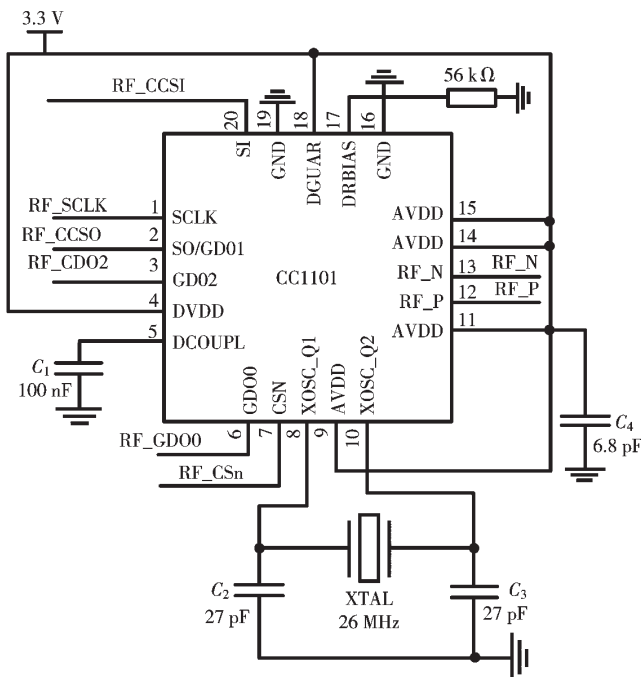 3.3 V
56 kΩ
RF_CCSI
20
19
18
17
16
SI
GND
DGUAR
DRBIAS
GND
RF_SCLK
1
SCLK
RF_CCSO
2
SO/GD01
RF_CDO2
3
GD02
4
DVDD
5
DCOUPL
CC1101
AVDD
15
AVDD
14
RF_N
13
RF_N
RF_P
12
RF_P
AVDD
11
C1
100 nF
GDO0
CSN
XOSC_Q1
AVDD
XOSC_Q2
6
7
8
9
10
RF_GDO0
RF_CSn
C4
6.8 pF
C2
27 pF
XTAL
26 MHz
C3
27 pF